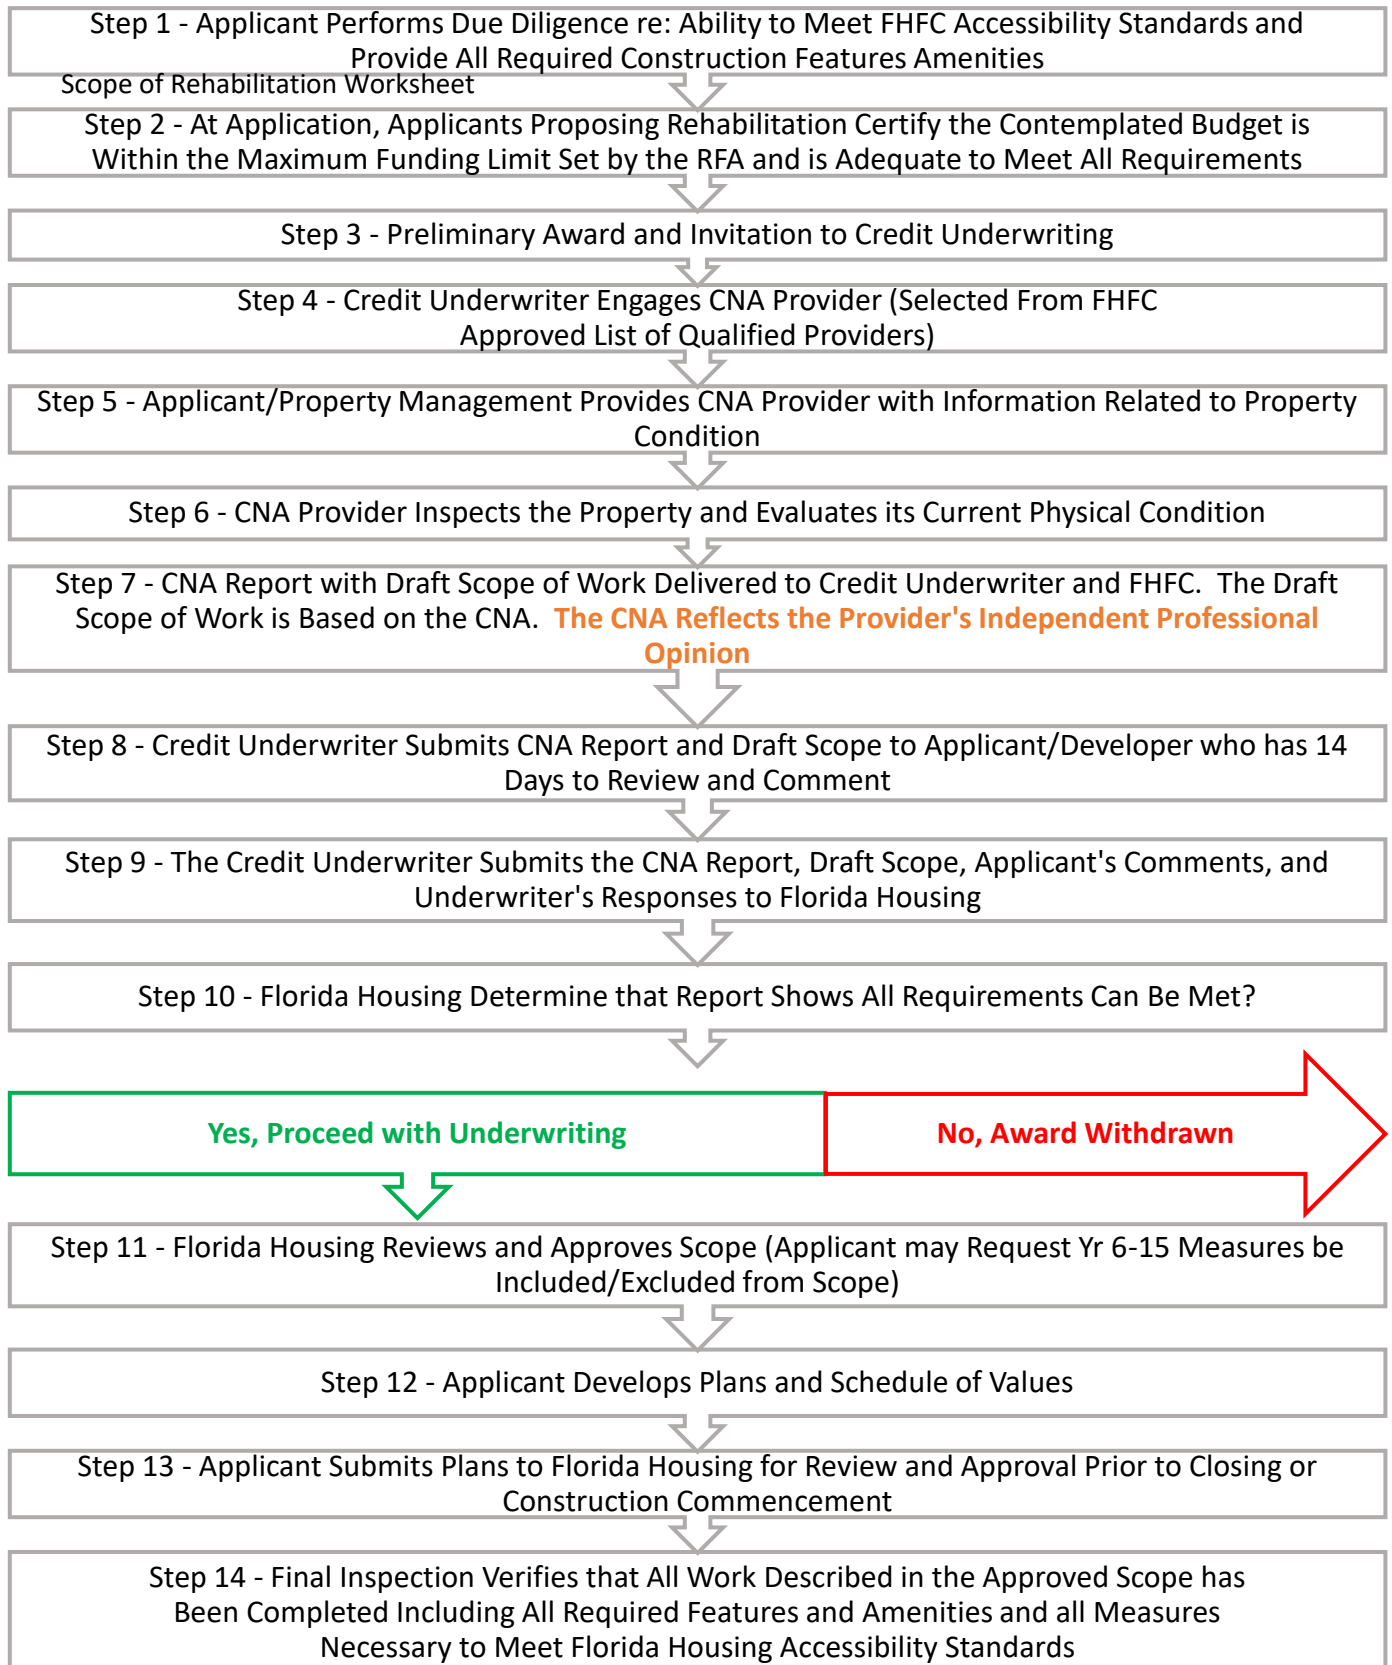 Step 1 - Applicant Performs Due Diligence re: Ability to Meet FHFC Accessibility Standards and
Provide All Required Construction Features Amenities
Scope of Rehabilitation Worksheet
Step 2 - At Application, Applicants Proposing Rehabilitation Certify the Contemplated Budget is
Within the Maximum Funding Limit Set by the RFA and is Adequate to Meet All Requirements
Step 3 - Preliminary Award and Invitation to Credit Underwriting
Step 4 - Credit Underwriter Engages CNA Provider (Selected From FHFC
Approved List of Qualified Providers)
Step 5 - Applicant/Property Management Provides CNA Provider with Information Related to Property
Condition
Step 6 - CNA Provider Inspects the Property and Evaluates its Current Physical Condition
Step 7 - CNA Report with Draft Scope of Work Delivered to Credit Underwriter and FHFC.  The Draft
Scope of Work is Based on the CNA.  The CNA Reflects the Provider's Independent Professional
Opinion
Step 8 - Credit Underwriter Submits CNA Report and Draft Scope to Applicant/Developer who has 14
Days to Review and Comment
Step 9 - The Credit Underwriter Submits the CNA Report, Draft Scope, Applicant's Comments, and
Underwriter's Responses to Florida Housing
Step 10 - Florida Housing Determine that Report Shows All Requirements Can Be Met?
Yes, Proceed with Underwriting
No, Award Withdrawn
Step 11 - Florida Housing Reviews and Approves Scope (Applicant may Request Yr 6-15 Measures be
Included/Excluded from Scope)
Step 12 - Applicant Develops Plans and Schedule of Values
Step 13 - Applicant Submits Plans to Florida Housing for Review and Approval Prior to Closing or
Construction Commencement
Step 14 - Final Inspection Verifies that All Work Described in the Approved Scope has
Been Completed Including All Required Features and Amenities and all Measures
Necessary to Meet Florida Housing Accessibility Standards